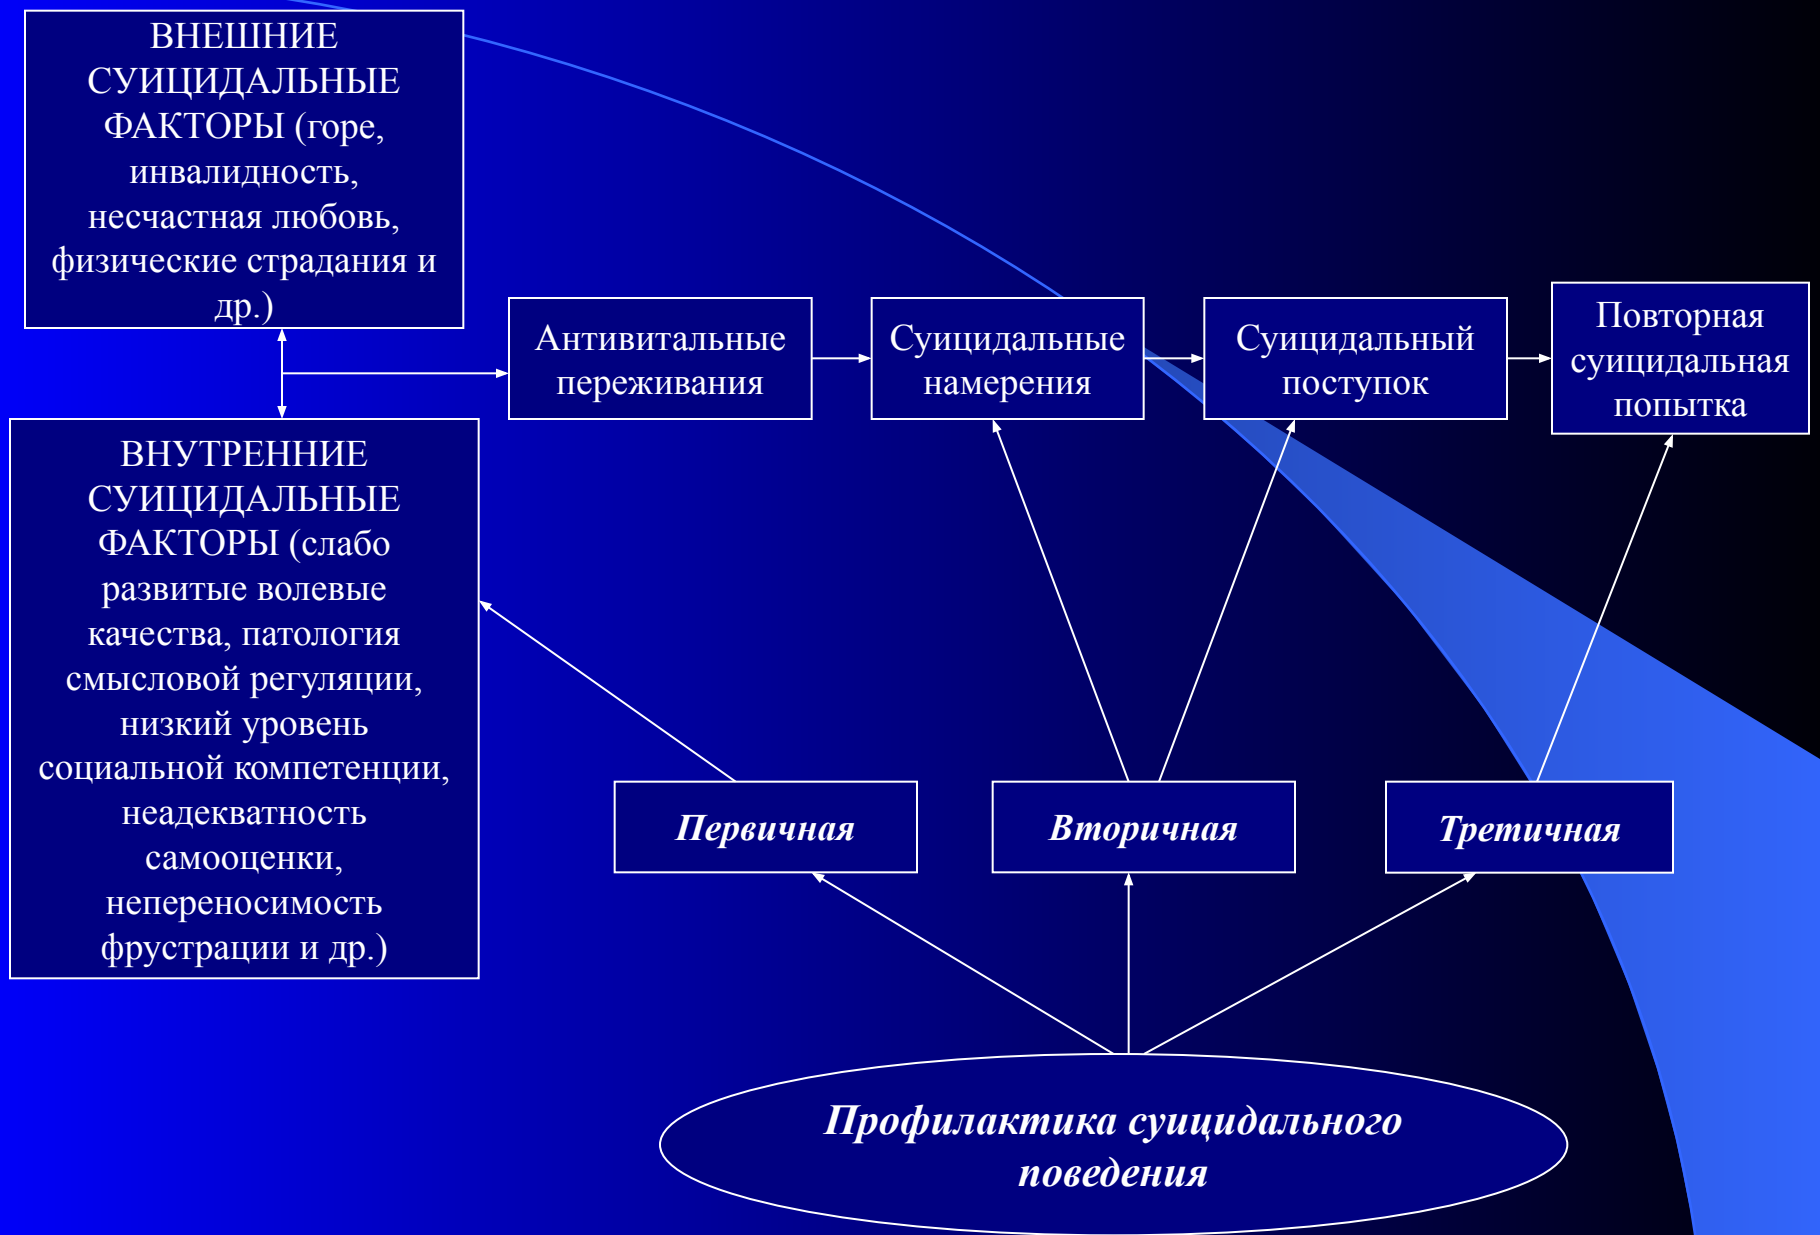 ВНЕШНИЕ
СУИЦИДАЛЬНЫЕ
ФАКТОРЫ (горе,
инвалидность,
несчастная любовь,
физические страдания и
др.)
Антивитальные
переживания
Суицидальные
намерения
Суицидальный
поступок
Повторная
суицидальная
попытка
ВНУТРЕННИЕ
СУИЦИДАЛЬНЫЕ
ФАКТОРЫ (слабо
развитые волевые
качества, патология
смысловой регуляции,
низкий уровень
социальной компетенции,
неадекватность
самооценки,
непереносимость
фрустрации и др.)
Первичная
Вторичная
Третичная
Профилактика суицидального
поведения